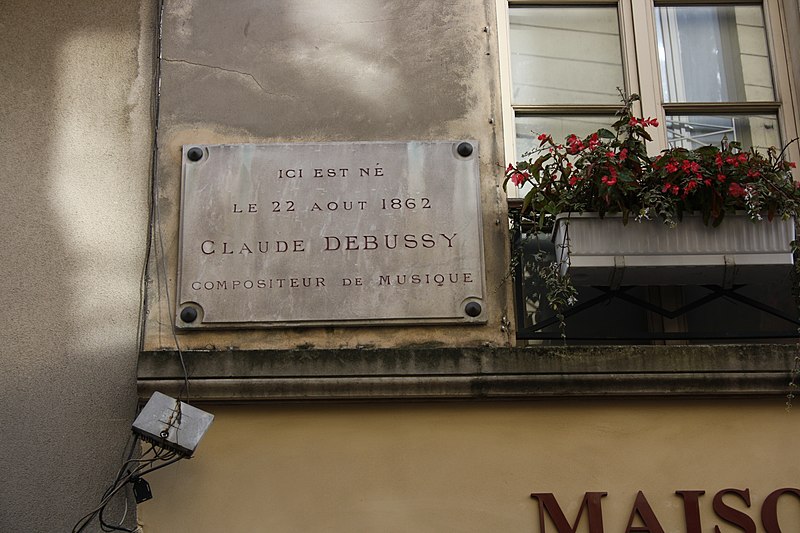 ICI EST NÉ
LE 22 AOUT 1862
CLAUDE DEBUSSY
COMPOSITEUR DE MUSIQUE
MAISO